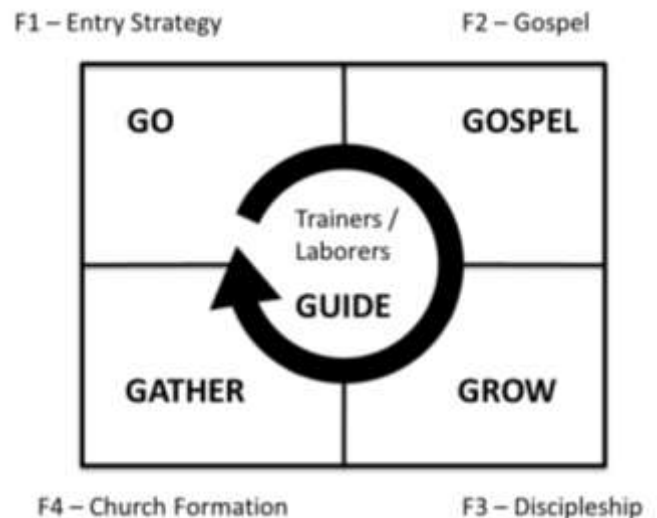 F1 – Entry Strategy
F2 – Gospel
GO
GOSPEL
Trainers /
Laborers
GUIDE
GATHER
GROW
F4 – Church Formation
F3 – Discipleship